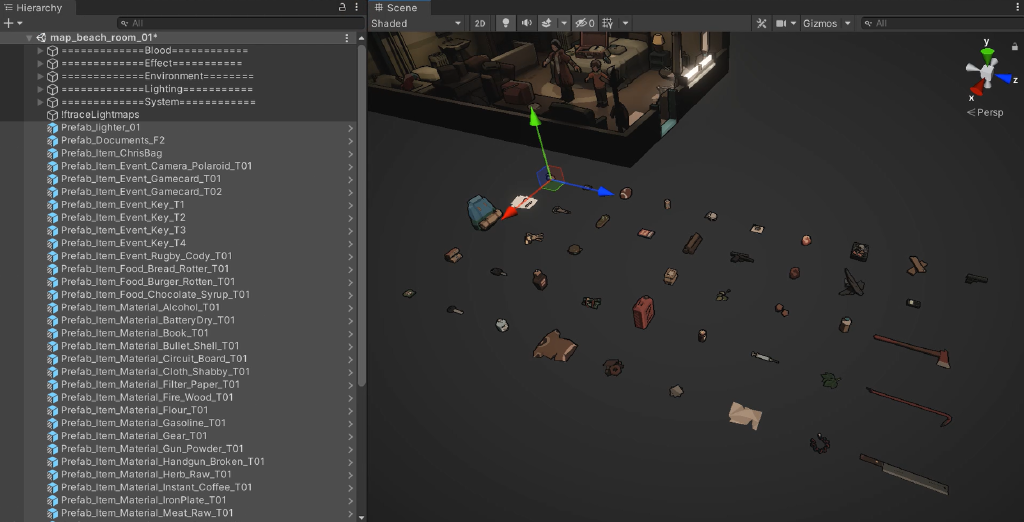 Hierarchy
All
map_beach_room_01*
=============Blood============
=============Effect===========
=============Environment========
=============Lighting===========
=============System============
!ftraceLightmaps
Prefab_lighter_01
Prefab_Documents_F2
Prefab_Item_ChrisBag
Prefab_Item_Event_Camera_Polaroid_T01
Prefab_Item_Event_Gamecard_T01
Prefab_Item_Event_Gamecard_T02
Prefab_Item_Event_Key_T1
Prefab_Item_Event_Key_T2
Prefab_Item_Event_Key_T3
Prefab_Item_Event_Key_T4
Prefab_Item_Event_Rugby_Cody_T01
Prefab_Item_Food_Bread_Rotter_T01
Prefab_Item_Food_Burger_Rotten_T01
Prefab_Item_Food_Chocolate_Syrup_T01
Prefab_Item_Material_Alcohol_T01
Prefab_Item_Material_BatteryDry_T01
Prefab_Item_Material_Book_T01
Prefab_Item_Material_Bullet_Shell_T01
Prefab_Item_Material_Circuit_Board_T01
Prefab_Item_Material_Cloth_Shabby_T01
Prefab_Item_Material_Filter_Paper_T01
Prefab_Item_Material_Fire_Wood_T01
Prefab_Item_Material_Flour_T01
Prefab_Item_Material_Gasoline_T01
Prefab_Item_Material_Gear_T01
Prefab_Item_Material_Gun_Powder_T01
Prefab_Item_Material_Handgun_Broken_T01
Prefab_Item_Material_Herb_Raw_T01
Prefab_Item_Material_Instant_Coffee_T01
Prefab_Item_Material_IronPlate_T01
Prefab_Item_Material_Meat_Raw_T01
Scene
Shaded 2D 0 Gizmos All
y
z
x
Persp